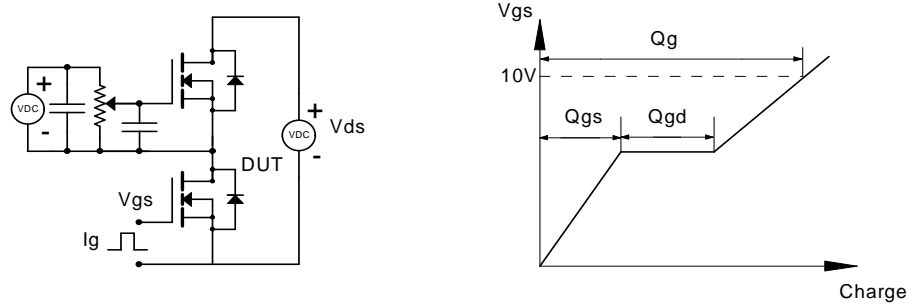 +
VDC
-
DUT
+
VDC
Vds
-
Vgs
Ig
Vgs
Qg
10V
Qgs
Qgd
Charge